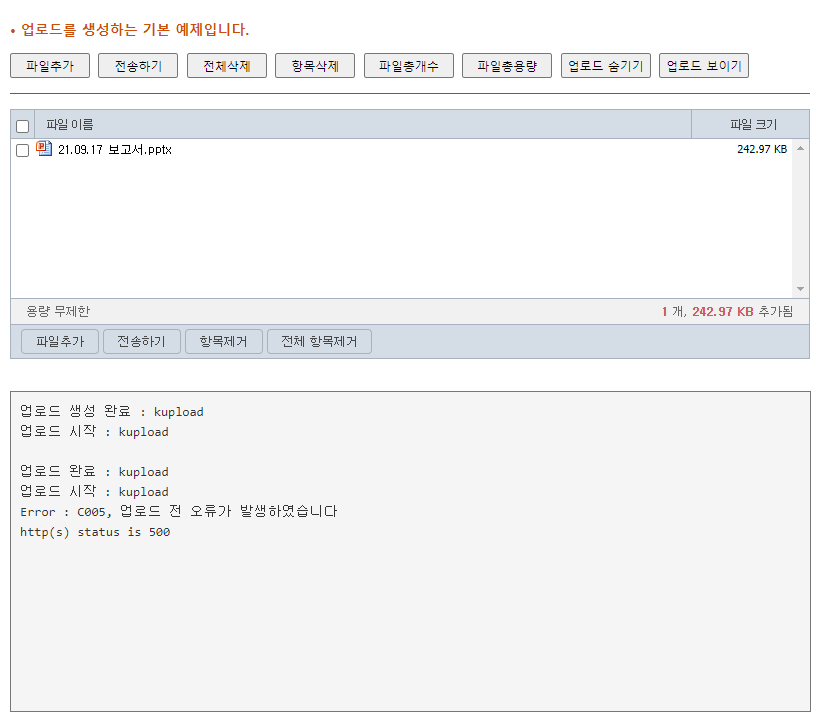 • 업로드를 생성하는 기본 예제입니다.
파일추가 전송하기 전체삭제 항목삭제 파일총개수 파일총용량 업로드 숨기기 업로드 보이기
파일 이름 파일 크기
21.09.17 보고서.pptx 242.97 KB
용량 무제한 1 개, 242.97 KB 추가됨
파일추가 전송하기 항목제거 전체 항목제거
업로드 생성 완료 : kupload
업로드 시작 : kupload
업로드 완료 : kupload
업로드 시작 : kupload
Error : C005, 업로드 전 오류가 발생하였습니다
http(s) status is 500